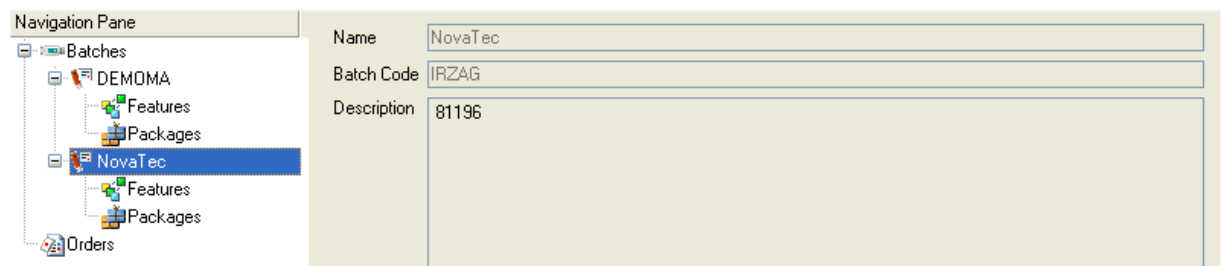 Navigation Pane
Batches
DEMOMA
Features
Packages
NovaTec
Features
Packages
Orders
Name NovaTec
Batch Code IRZAG
Description 81196